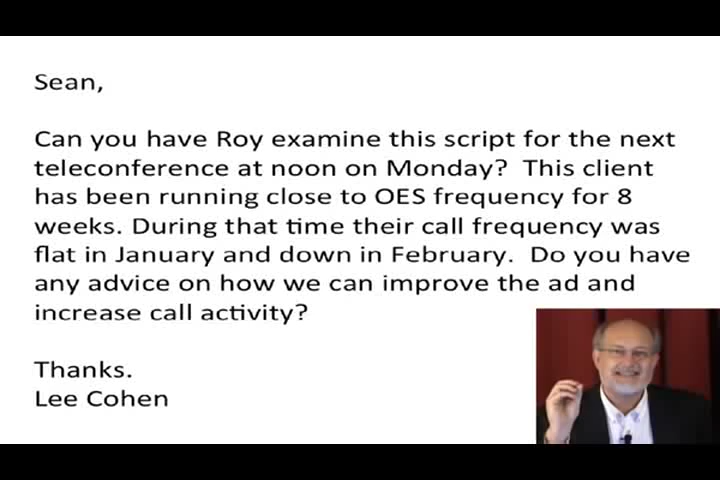 Sean,
Can you have Roy examine this script for the next
teleconference at noon on Monday?  This client
has been running close to OES frequency for 8
weeks. During that time their call frequency was
flat in January and down in February.  Do you have
any advice on how we can improve the ad and
increase call activity?
Thanks.
Lee Cohen